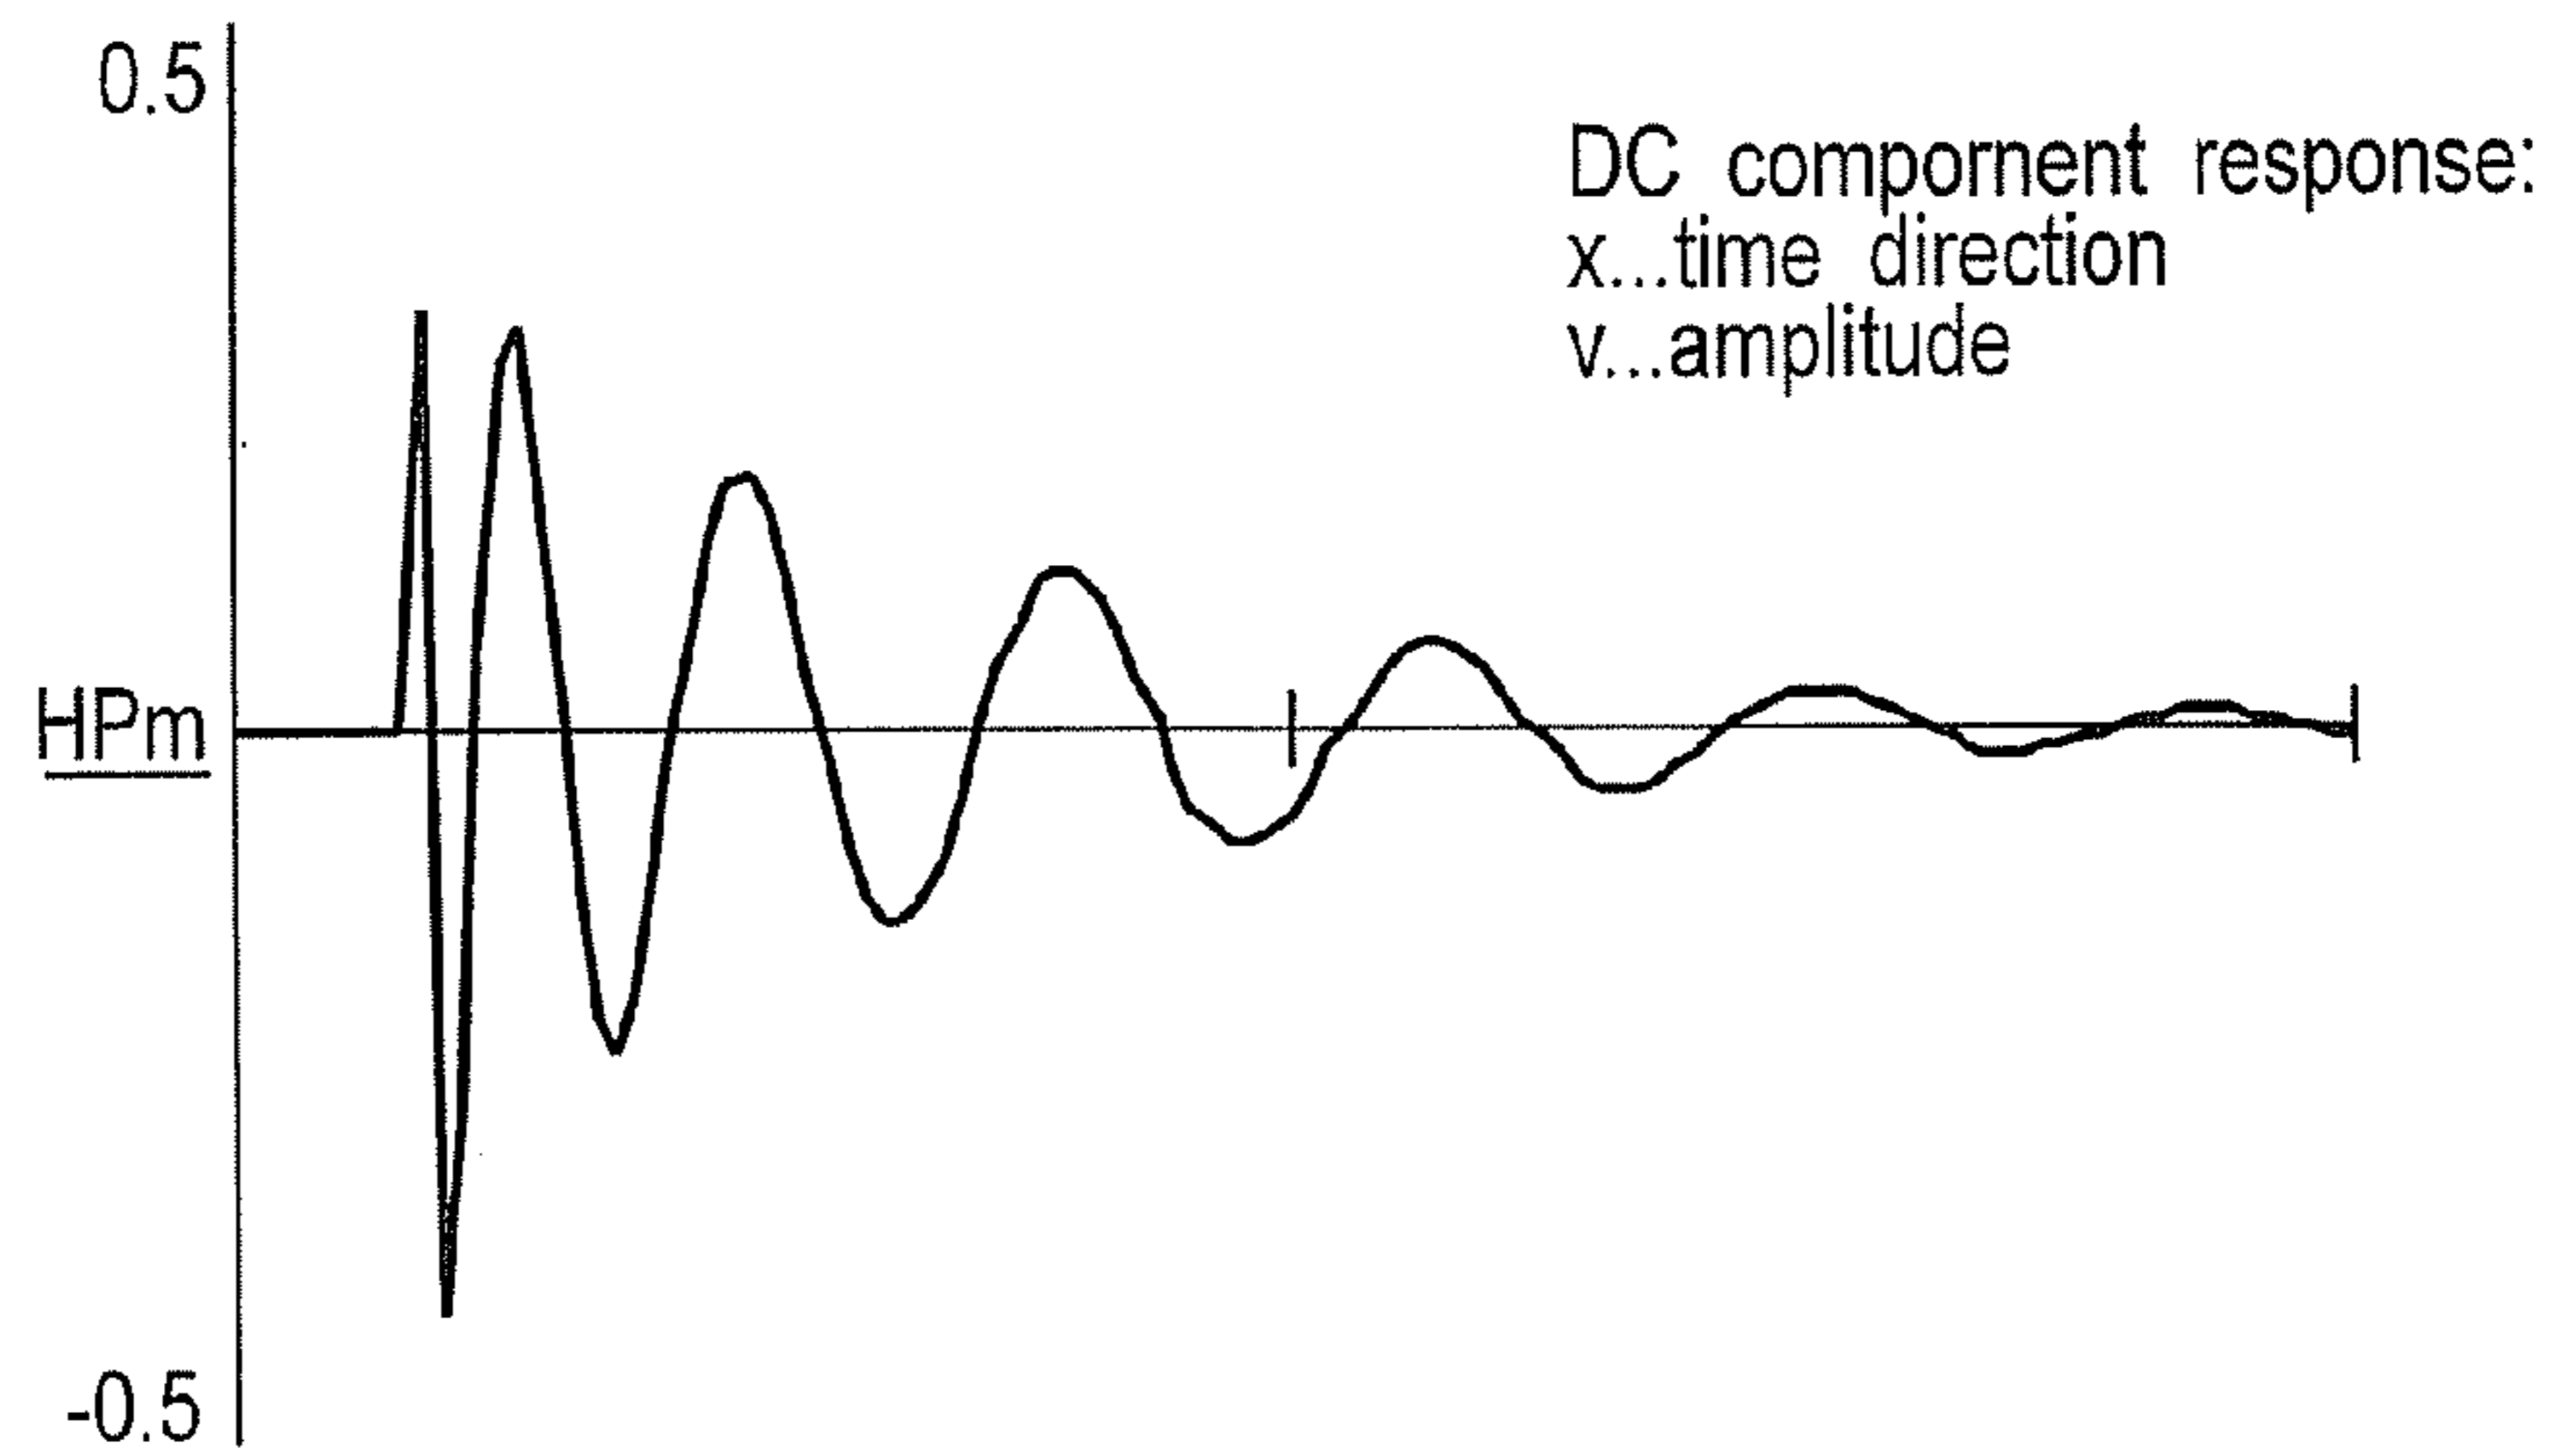 0.5
DC compornent response:
x...time direction
v...amplitude
HPm
-0.5